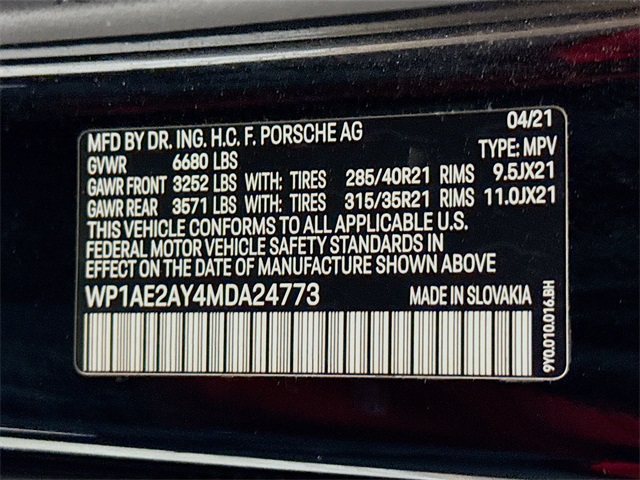 MFD BY DR. ING. H.C. F. PORSCHE AG 04/21
GVWR 6680 LBS TYPE: MPV
GAWR FRONT 3252 LBS WITH: TIRES 285/40R21 RIMS 9.5JX21
GAWR REAR 3571 LBS WITH: TIRES 315/35R21 RIMS 11.0JX21
THIS VEHICLE CONFORMS TO ALL APPLICABLE U.S.
FEDERAL MOTOR VEHICLE SAFETY STANDARDS IN
EFFECT ON THE DATE OF MANUFACTURE SHOWN ABOVE
WP1AE2AY4MDA24773 MADE IN SLOVAKIA
9Y0.010.016.BH